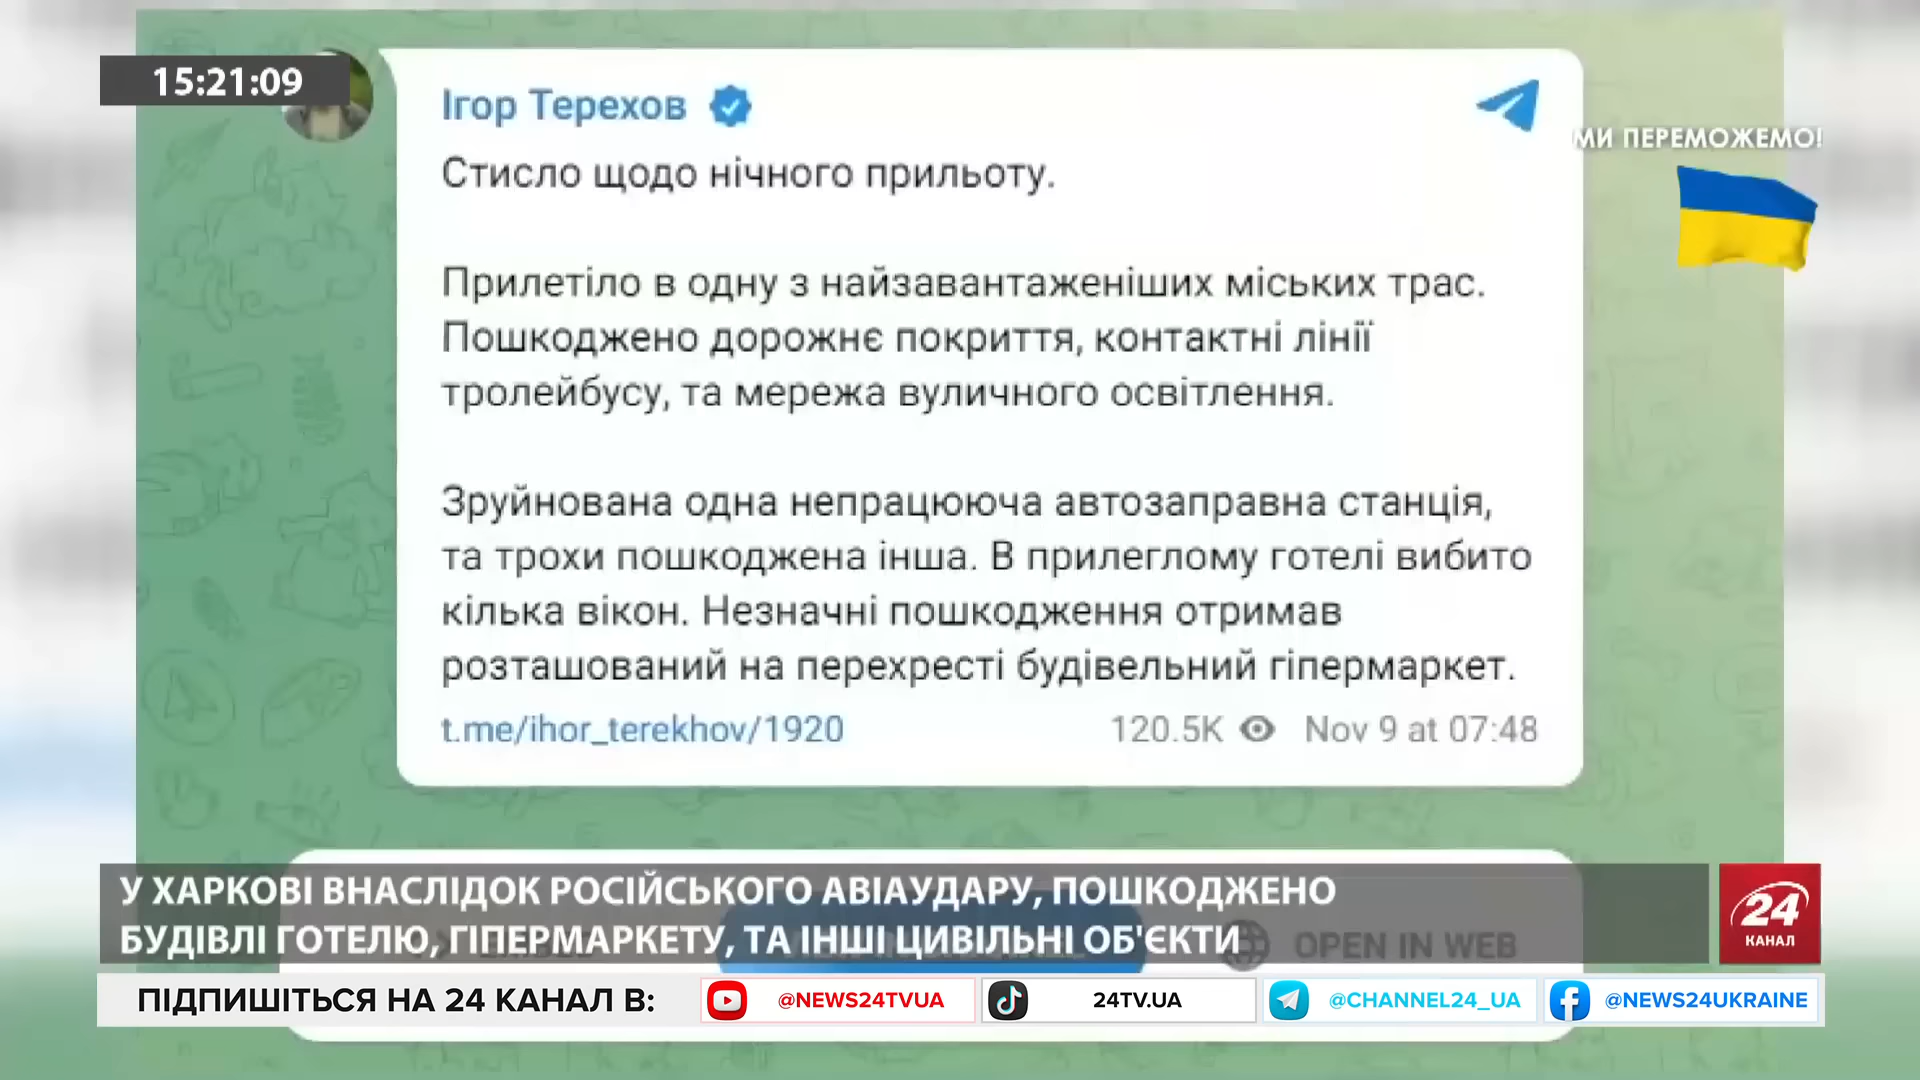 15:21:09
Ігор Терехов
МИ ПЕРЕМОЖЕМО!
Стисло щодо нічного прильоту.
Прилетіло в одну з найзавантаженіших міських трас.
Пошкоджено дорожнє покриття, контактні лінії
тролейбусу, та мережа вуличного освітлення.
Зруйнована одна непрацююча автозаправна станція,
та трохи пошкоджена інша. В прилеглому готелі вибито
кілька вікон. Незначні пошкодження отримав
розташований на перехресті будівельний гіпермаркет.
t.me/ihor_terekhov/1920 120.5K Nov 9 at 07:48
У ХАРКОВІ ВНАСЛІДОК РОСІЙСЬКОГО АВІАУДАРУ, ПОШКОДЖЕНО
БУДІВЛІ ГОТЕЛЮ, ГІПЕРМАРКЕТУ, ТА ІНШІ ЦИВІЛЬНІ ОБ'ЄКТИ
OPEN IN WEB
24
КАНАЛ
ПІДПИШІТЬСЯ НА 24 КАНАЛ В: @NEWS24TVUA 24TV.UA @CHANNEL24_UA @NEWS24UKRAINE